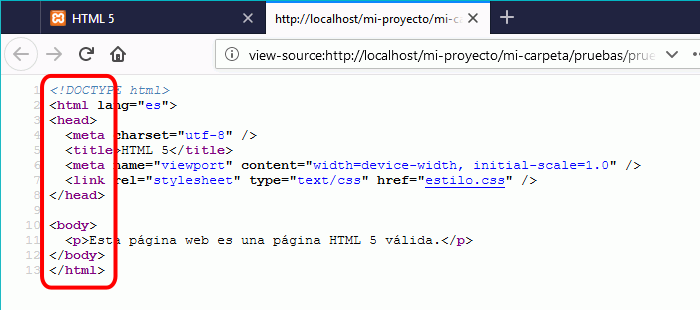 HTML 5
http://localhost/mi-proyecto/mi-ca
view-source:http://localhost/mi-proyecto/mi-carpeta/pruebas/prue
1 <!DOCTYPE html>
2 <html lang="es">
3 <head>
4   <meta charset="utf-8" />
5   <title>HTML 5</title>
6   <meta name="viewport" content="width=device-width, initial-scale=1.0" />
7   <link rel="stylesheet" type="text/css" href="estilo.css" />
8 </head>
9
10 <body>
11   <p>Esta página web es una página HTML 5 válida.</p>
12 </body>
13 </html>